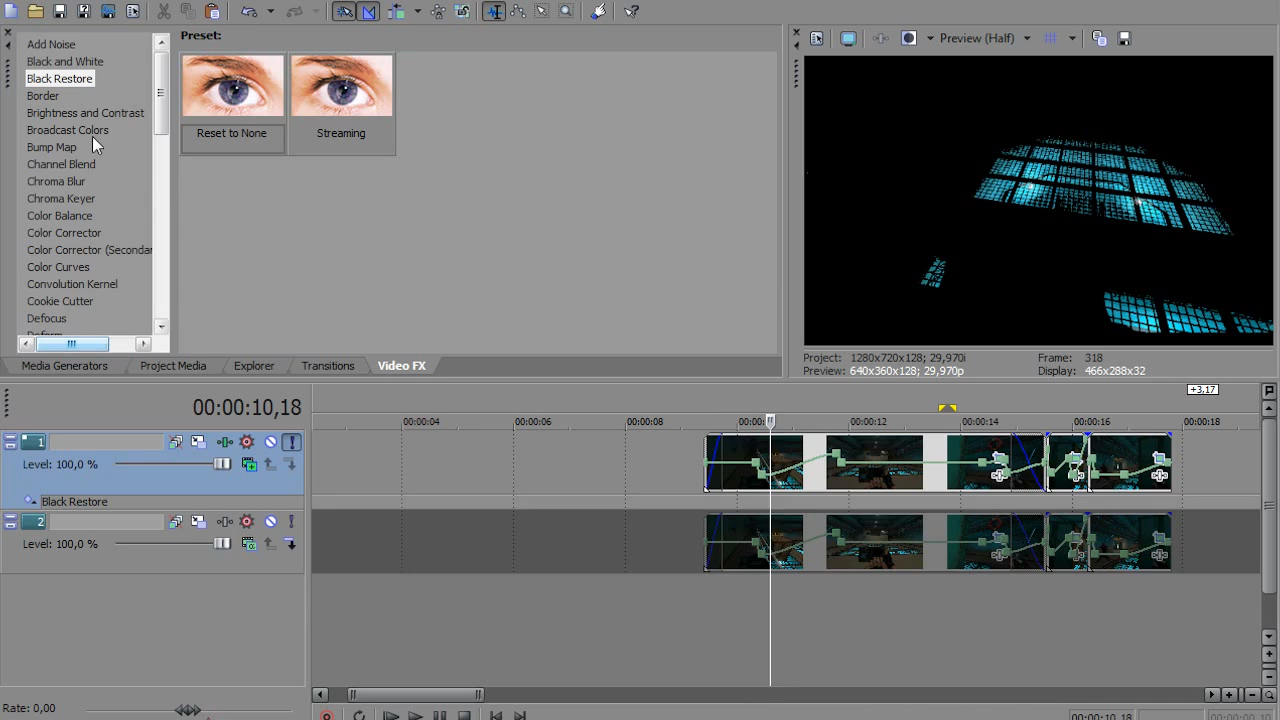 Preset:
Preview (Half)
Add Noise
Black and White
Black Restore
Border
Brightness and Contrast
Broadcast Colors
Bump Map
Channel Blend
Chroma Blur
Chroma Keyer
Color Balance
Color Corrector
Color Corrector (Secondar
Color Curves
Convolution Kernel
Cookie Cutter
Defocus
Deform
Reset to None
Streaming
Media Generators
Project Media
Explorer
Transitions
Video FX
Project: 1280x720x128; 29,970i
Frame: 318
Preview: 640x360x128; 29,970p
Display: 466x288x32
+3,17
00:00:10,18
00:00:04
00:00:06
00:00:08
00:00:12
00:00:14
00:00:16
00:00:18
1
Level: 100,0 %
Black Restore
2
Level: 100,0 %
Rate: 0,00
00:00:10,18